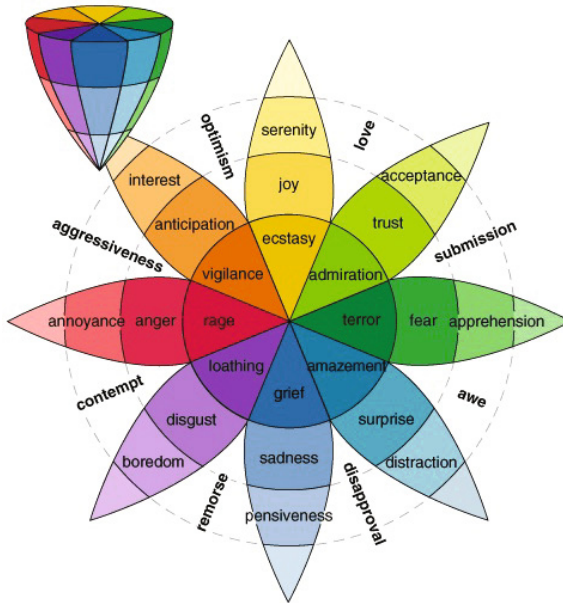 optimism
serenity
love
interest
joy
acceptance
anticipation
trust
aggressiveness
ecstasy
submission
vigilance
admiration
annoyance
anger
rage
terror
fear
apprehension
loathing
amazement
contempt
grief
awe
disgust
surprise
boredom
sadness
distraction
remorse
pensiveness
disapproval